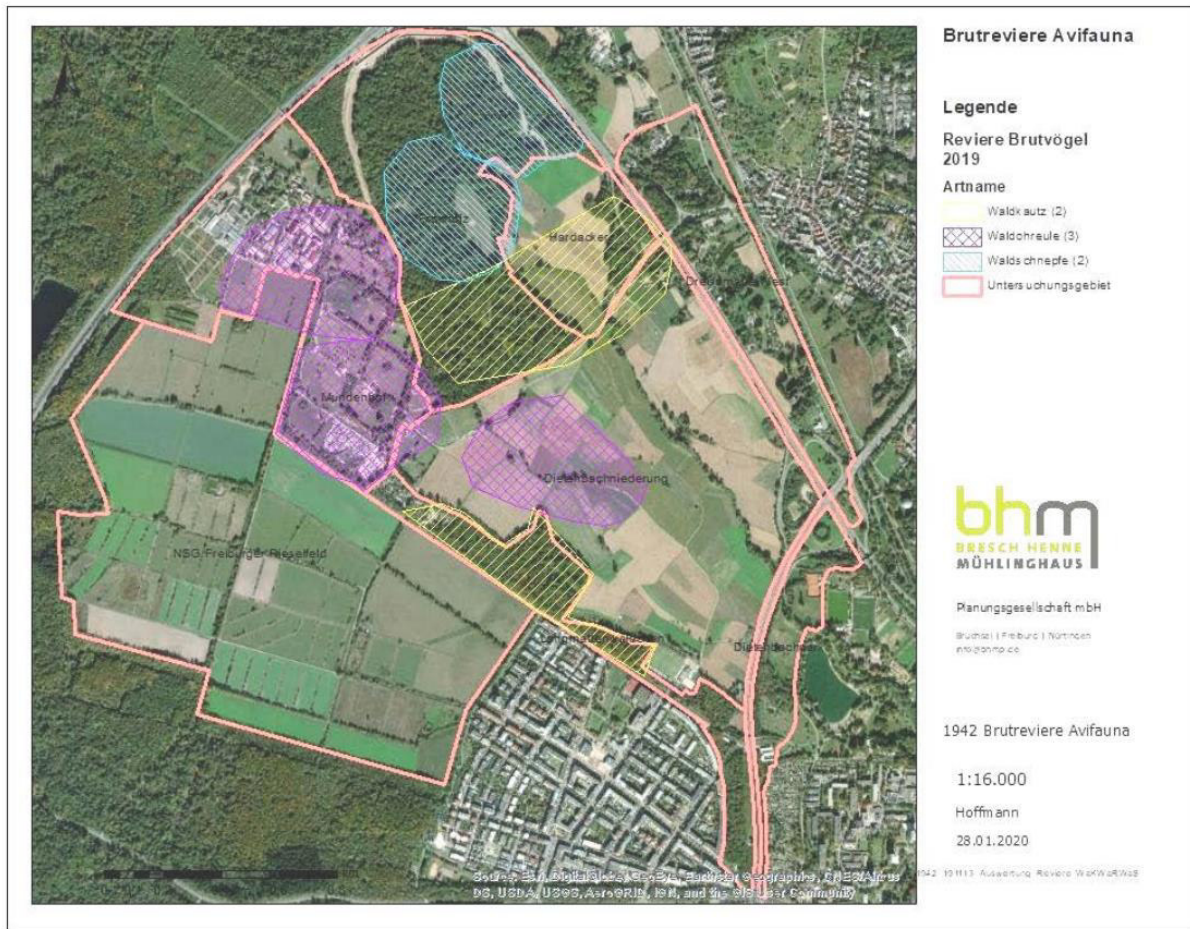 Brutreviere Avifauna
Legende
Reviere Brutvögel
2019
Artname
Waldkautz (2)
Waldohreule (3)
Waldschnepfe (2)
Untersuchungsgebiet
Hardacker
Mundenhof
Dietenbachniederung
NSG Freiburger Rieselfeld
bhm
BRESCH HENNE
MÜHLINGHAUS
Planungsgesellschaft mbH
Bruchsal | Freiburg | Nürtingen
info@bhmp.de
1942 Brutreviere Avifauna
1:16.000
Hoffmann
28.01.2020
Source: Esri, DigitalGlobe, GeoEye, Earthstar Geographics, CNES/Airbus
DS, USDA, USGS, AeroGRID, IGN, and the GIS User Community